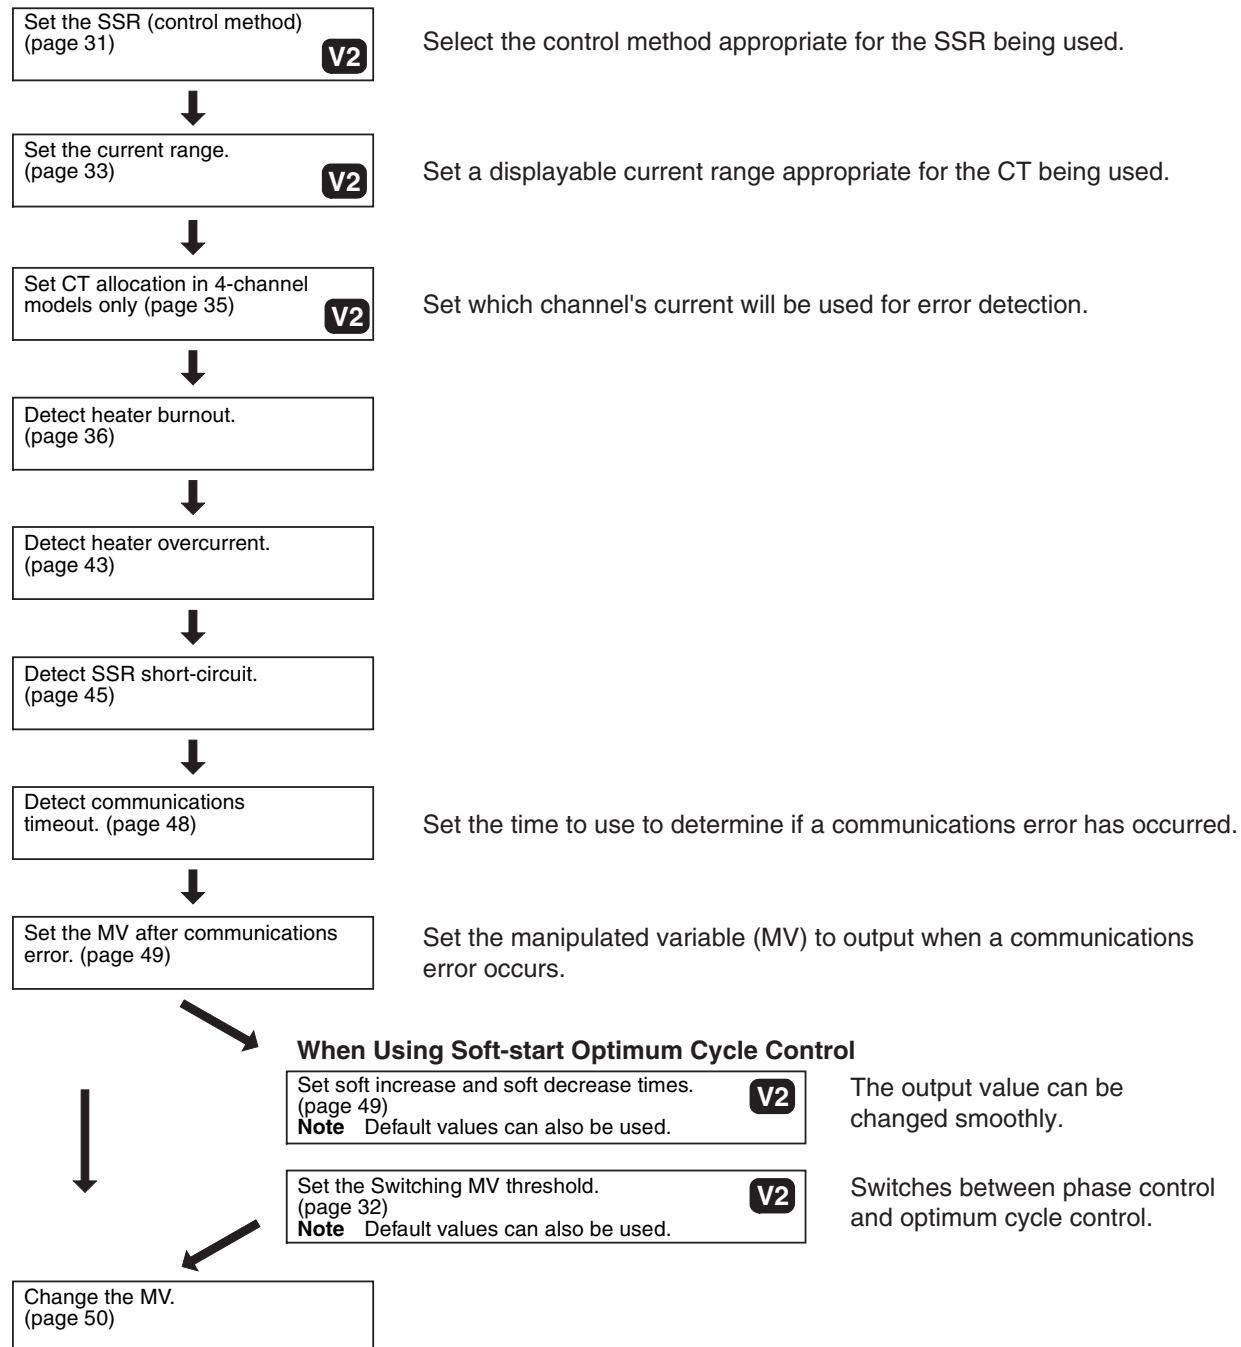 Set the SSR (control method)
(page 31)
V2
Select the control method appropriate for the SSR being used.
Set the current range.
(page 33)
V2
Set a displayable current range appropriate for the CT being used.
Set CT allocation in 4-channel
models only (page 35)
V2
Set which channel's current will be used for error detection.
Detect heater burnout.
(page 36)
Detect heater overcurrent.
(page 43)
Detect SSR short-circuit.
(page 45)
Detect communications
timeout. (page 48)
Set the time to use to determine if a communications error has occurred.
Set the MV after communications
error. (page 49)
Set the manipulated variable (MV) to output when a communications
error occurs.
When Using Soft-start Optimum Cycle Control
Set soft increase and soft decrease times.
(page 49)
Note Default values can also be used.
V2
The output value can be
changed smoothly.
Set the Switching MV threshold.
(page 32)
Note Default values can also be used.
V2
Switches between phase control
and optimum cycle control.
Change the MV.
(page 50)